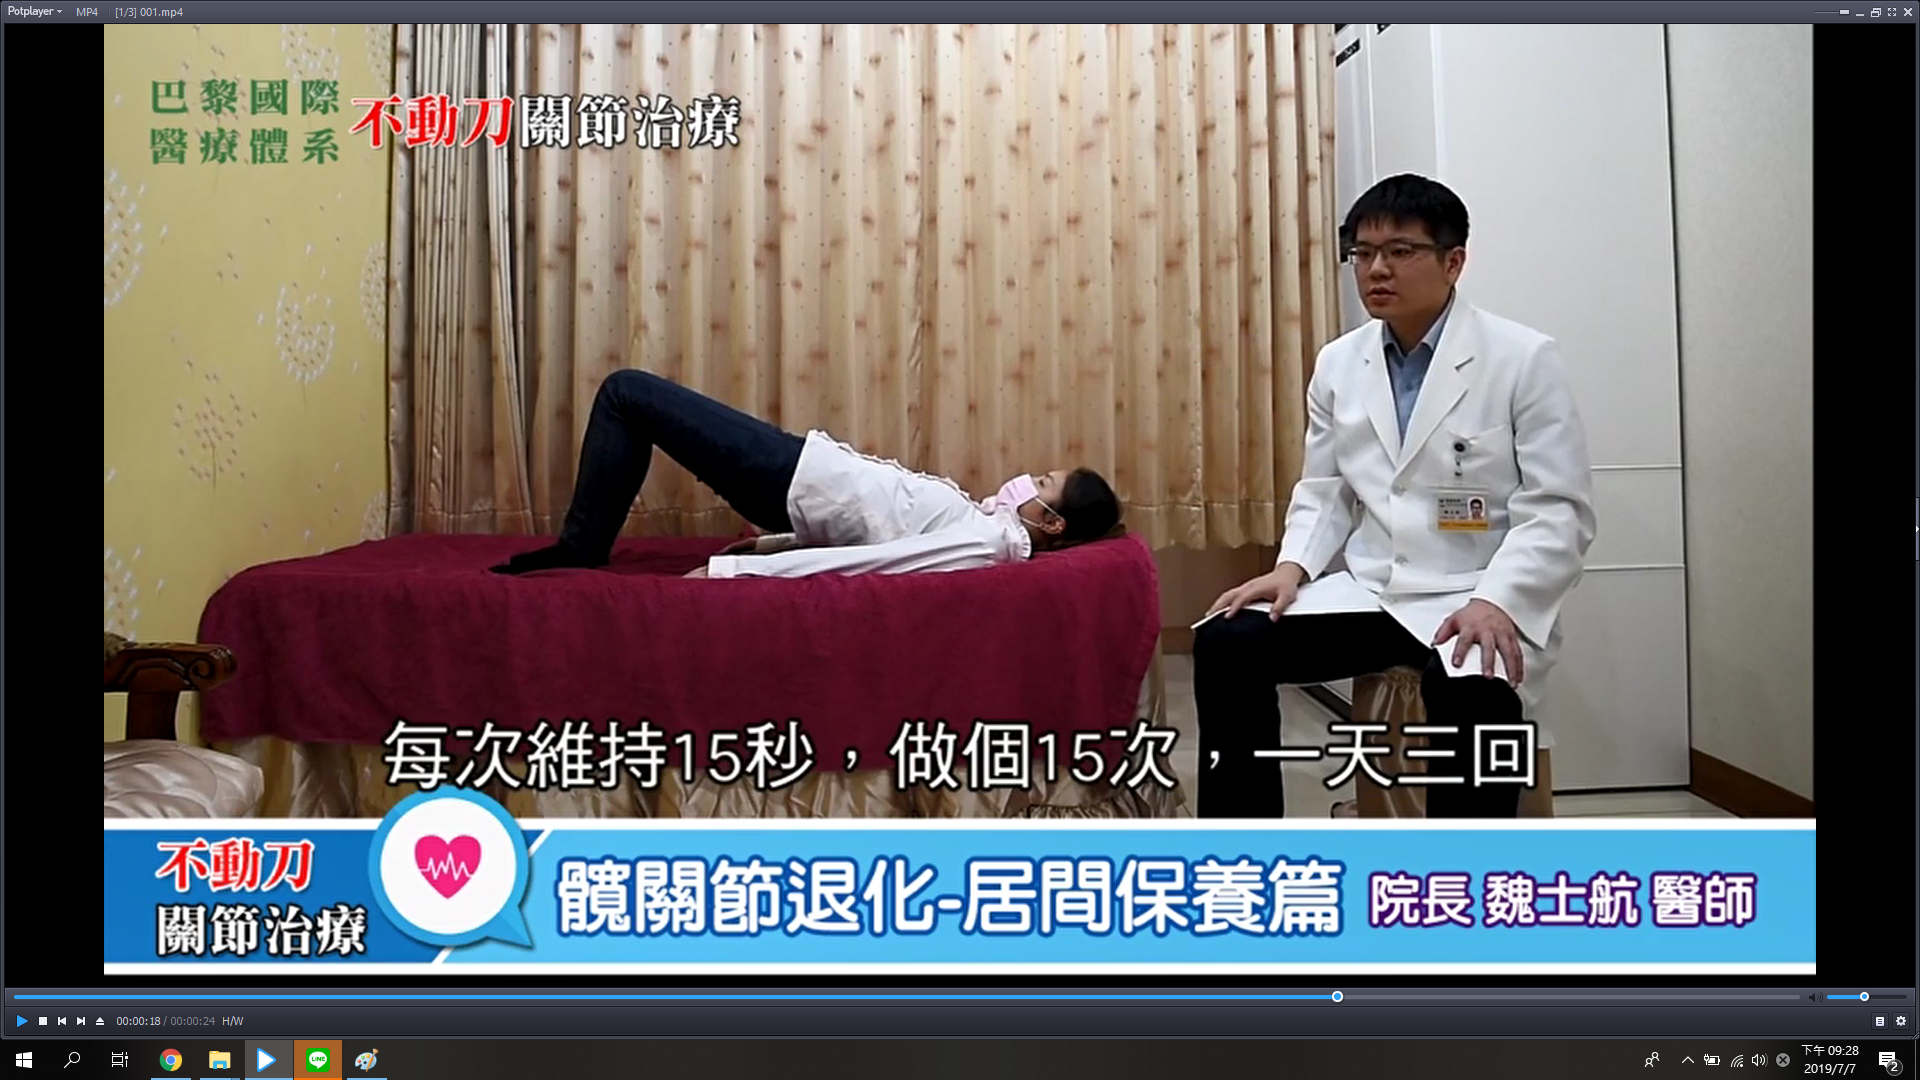 Potplayer
MP4
[1/3] 001.mp4
巴黎國際
醫療體系
不動刀關節治療
每次維持15秒，做個15次，一天三回
不動刀
關節治療
髖關節退化-居間保養篇
院長 魏士航 醫師
00:00:18 / 00:00:24 H/W
LINE
下午 09:28
2019/7/7
2